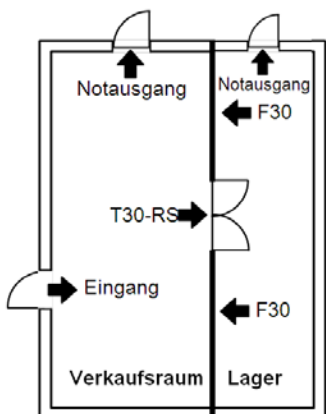 Notausgang
Notausgang
F30
T30-RS
Eingang
F30
Verkaufsraum
Lager